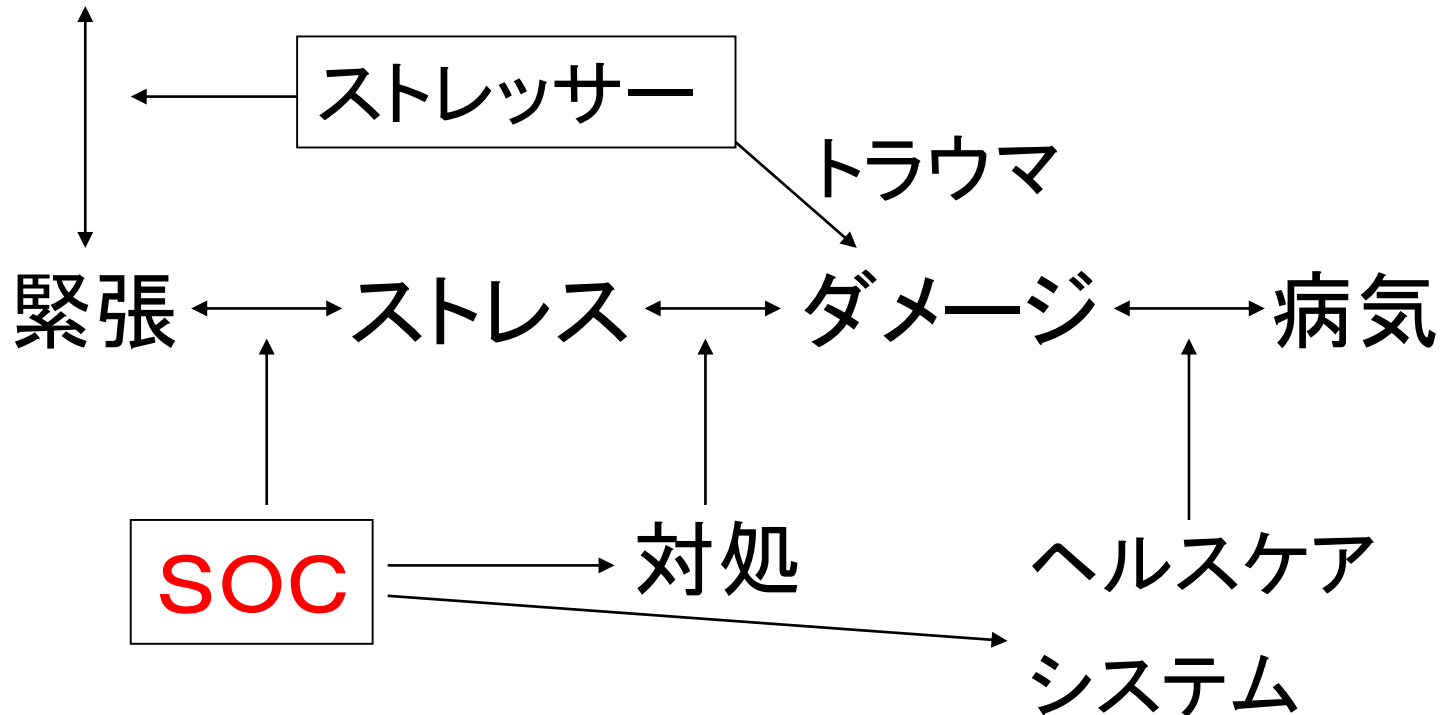 ストレッサー
トラウマ
緊張
ストレス
ダメージ
病気
SOC
対処
ヘルスケア
システム